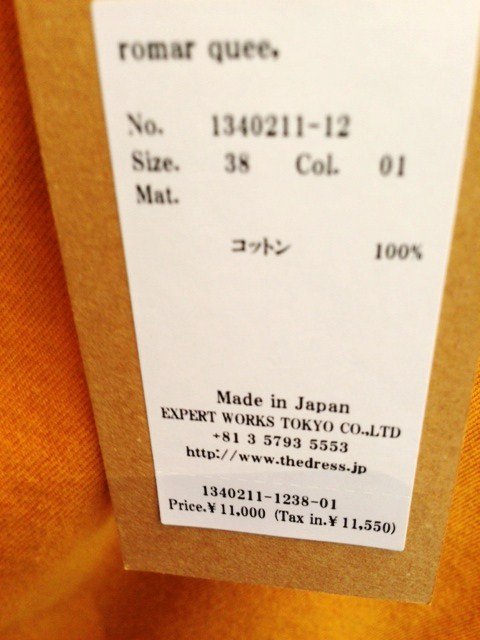 romar quee.
No. 1340211-12
Size. 38 Col. 01
Mat.
コットン 100%
Made in Japan
EXPERT WORKS TOKYO CO.,LTD
+81 3 5793 5553
http://www.thedress.jp
1340211-1238-01
Price.¥ 11,000 (Tax in.¥ 11,550)